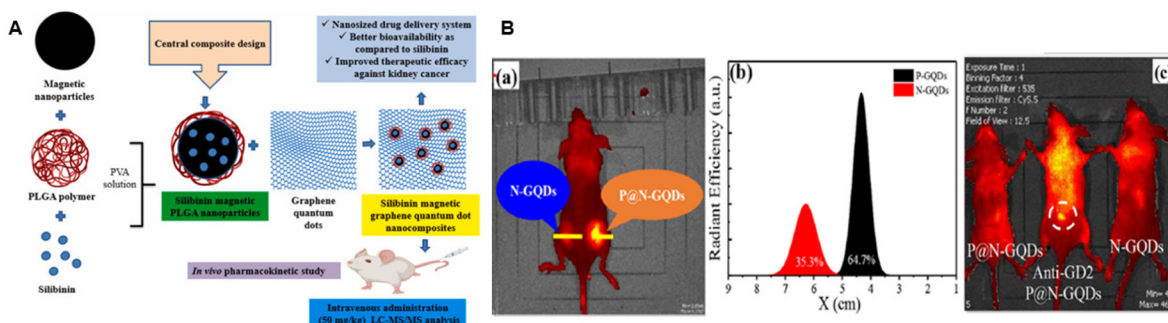 A
Magnetic
nanoparticles
PLGA polymer
Silibinin
PVA
solution
Central composite design
Silibinin magnetic
PLGA nanoparticles
Graphene
quantum
dots
✓ Nanosized drug delivery system
✓ Better bioavailability as
compared to silibinin
✓ Improved therapeutic efficacy
against kidney cancer
Silibinin magnetic
graphene quantum dot
nanocomposites
In vivo pharmacokinetic study
Intravenous administration
(50 mg/kg) LC-MS/MS analysis
B
(a)
N-GQDs
P@N-GQDs
(b)
Radiant Efficiency (a.u.)
P-GQDs
N-GQDs
35.3%
64.7%
9 8 7 6 5 4 3 2 1
X (cm)
(c)
Exposure Time : 1
Binning Factor : 4
Excitation filter : 535
Emission filter : Cy5.5
f Number : 2
Field of View : 12.5
P@N-GQDs
Anti-GD2
P@N-GQDs
N-GQDs